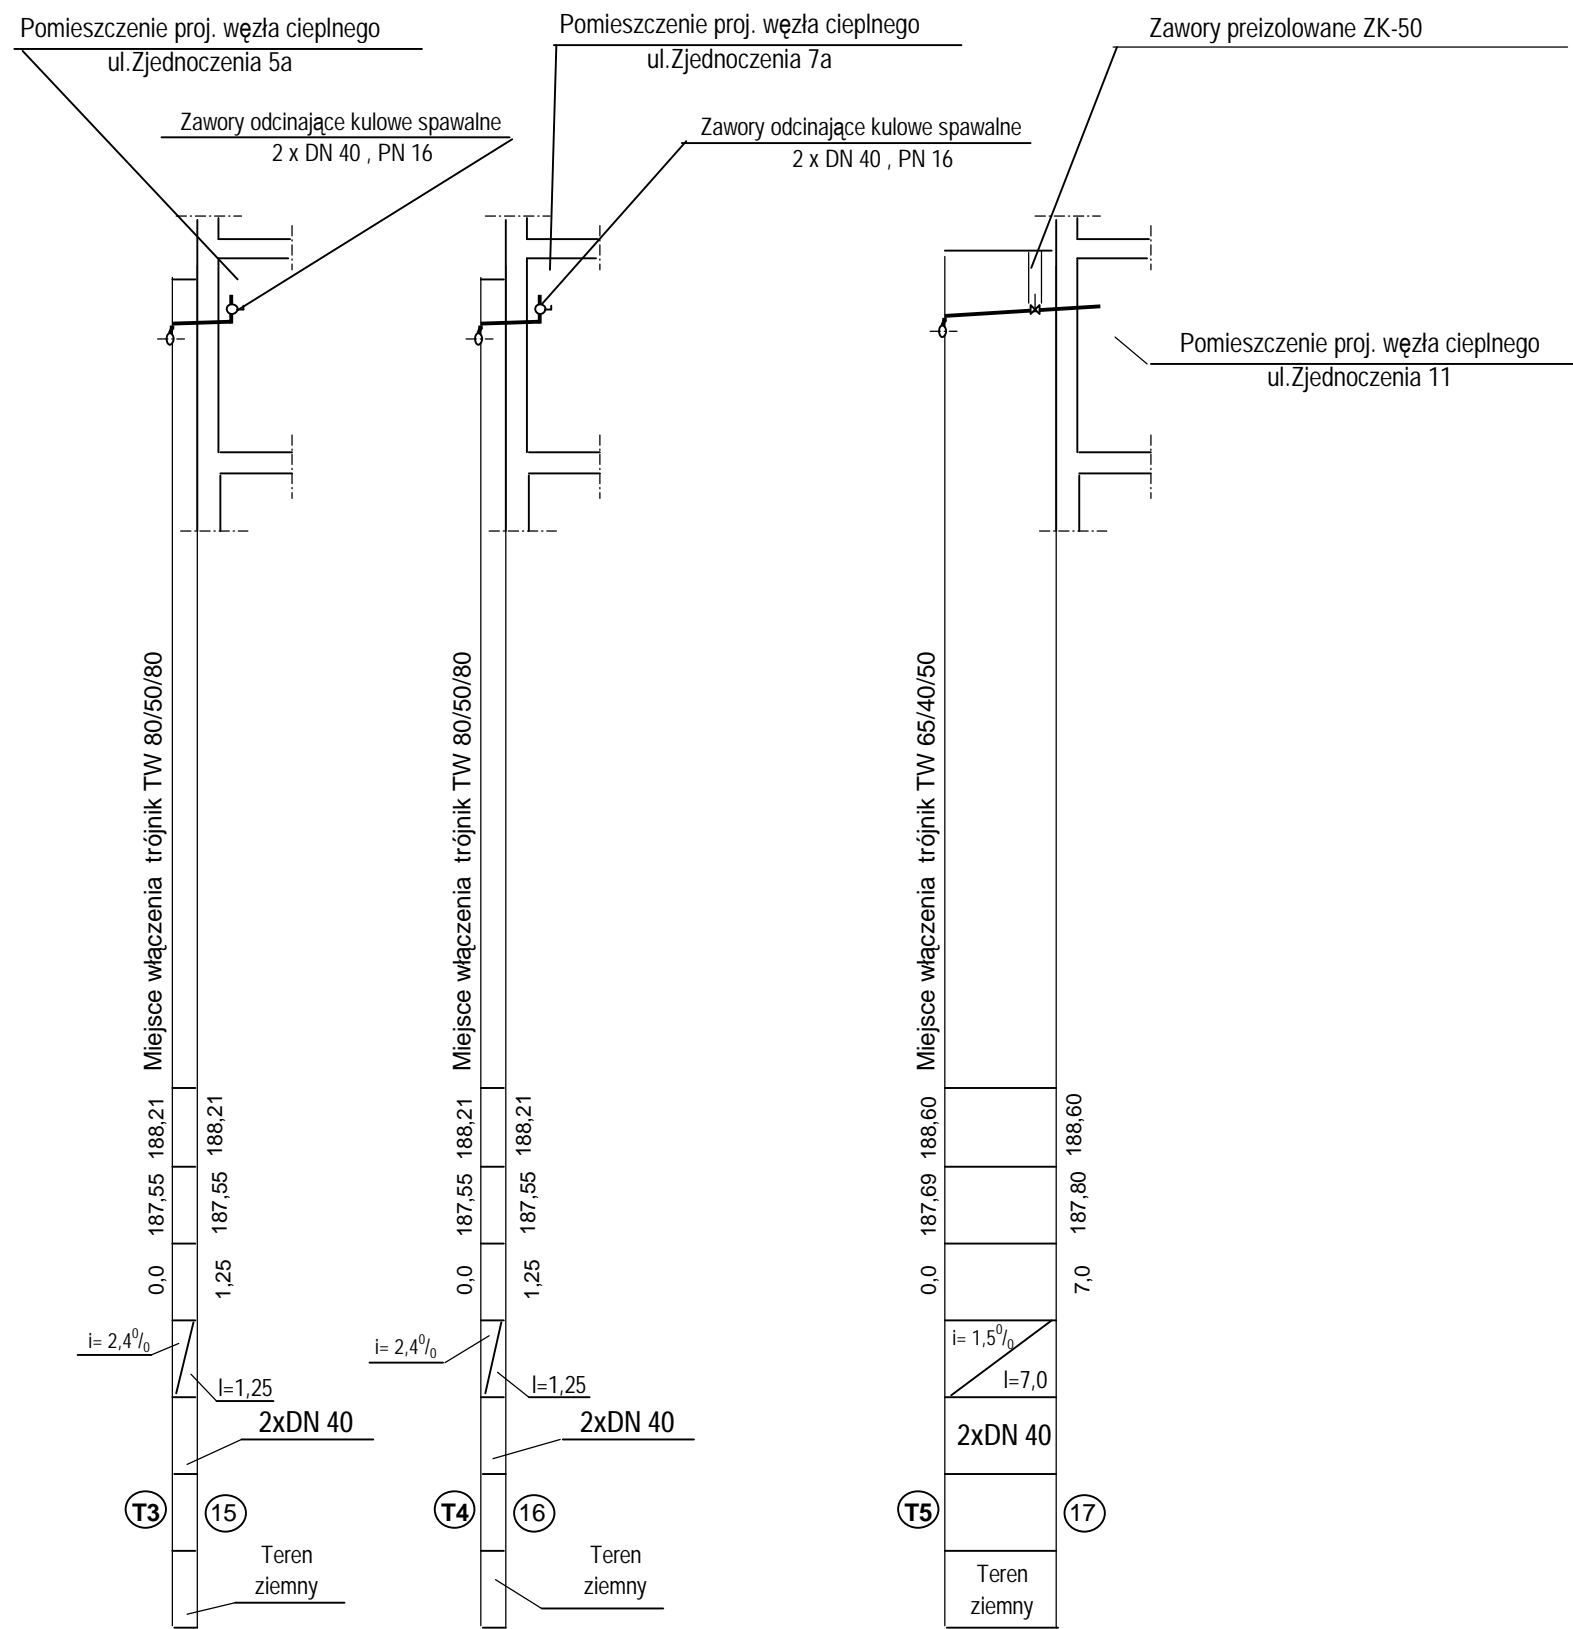 Pomieszczenie proj. węzła cieplnego
ul.Zjednoczenia 5a
Zawory odcinające kulowe spawalne
2 x DN 40 , PN 16
Pomieszczenie proj. węzła cieplnego
ul.Zjednoczenia 7a
Zawory odcinające kulowe spawalne
2 x DN 40 , PN 16
Zawory preizolowane ZK-50
Pomieszczenie proj. węzła cieplnego
ul.Zjednoczenia 11
Miejsce włączenia trójnik TW 80/50/80
188,21
188,21
187,55
187,55
0,0
1,25
i= 2,4⁰/₀
l=1,25
2xDN 40
T3
15
Teren
ziemny
Miejsce włączenia trójnik TW 80/50/80
188,21
188,21
187,55
187,55
0,0
1,25
i= 2,4⁰/₀
l=1,25
2xDN 40
T4
16
Teren
ziemny
Miejsce włączenia trójnik TW 65/40/50
188,60
188,60
187,69
187,80
0,0
7,0
i= 1,5⁰/₀
l=7,0
2xDN 40
T5
17
Teren
ziemny